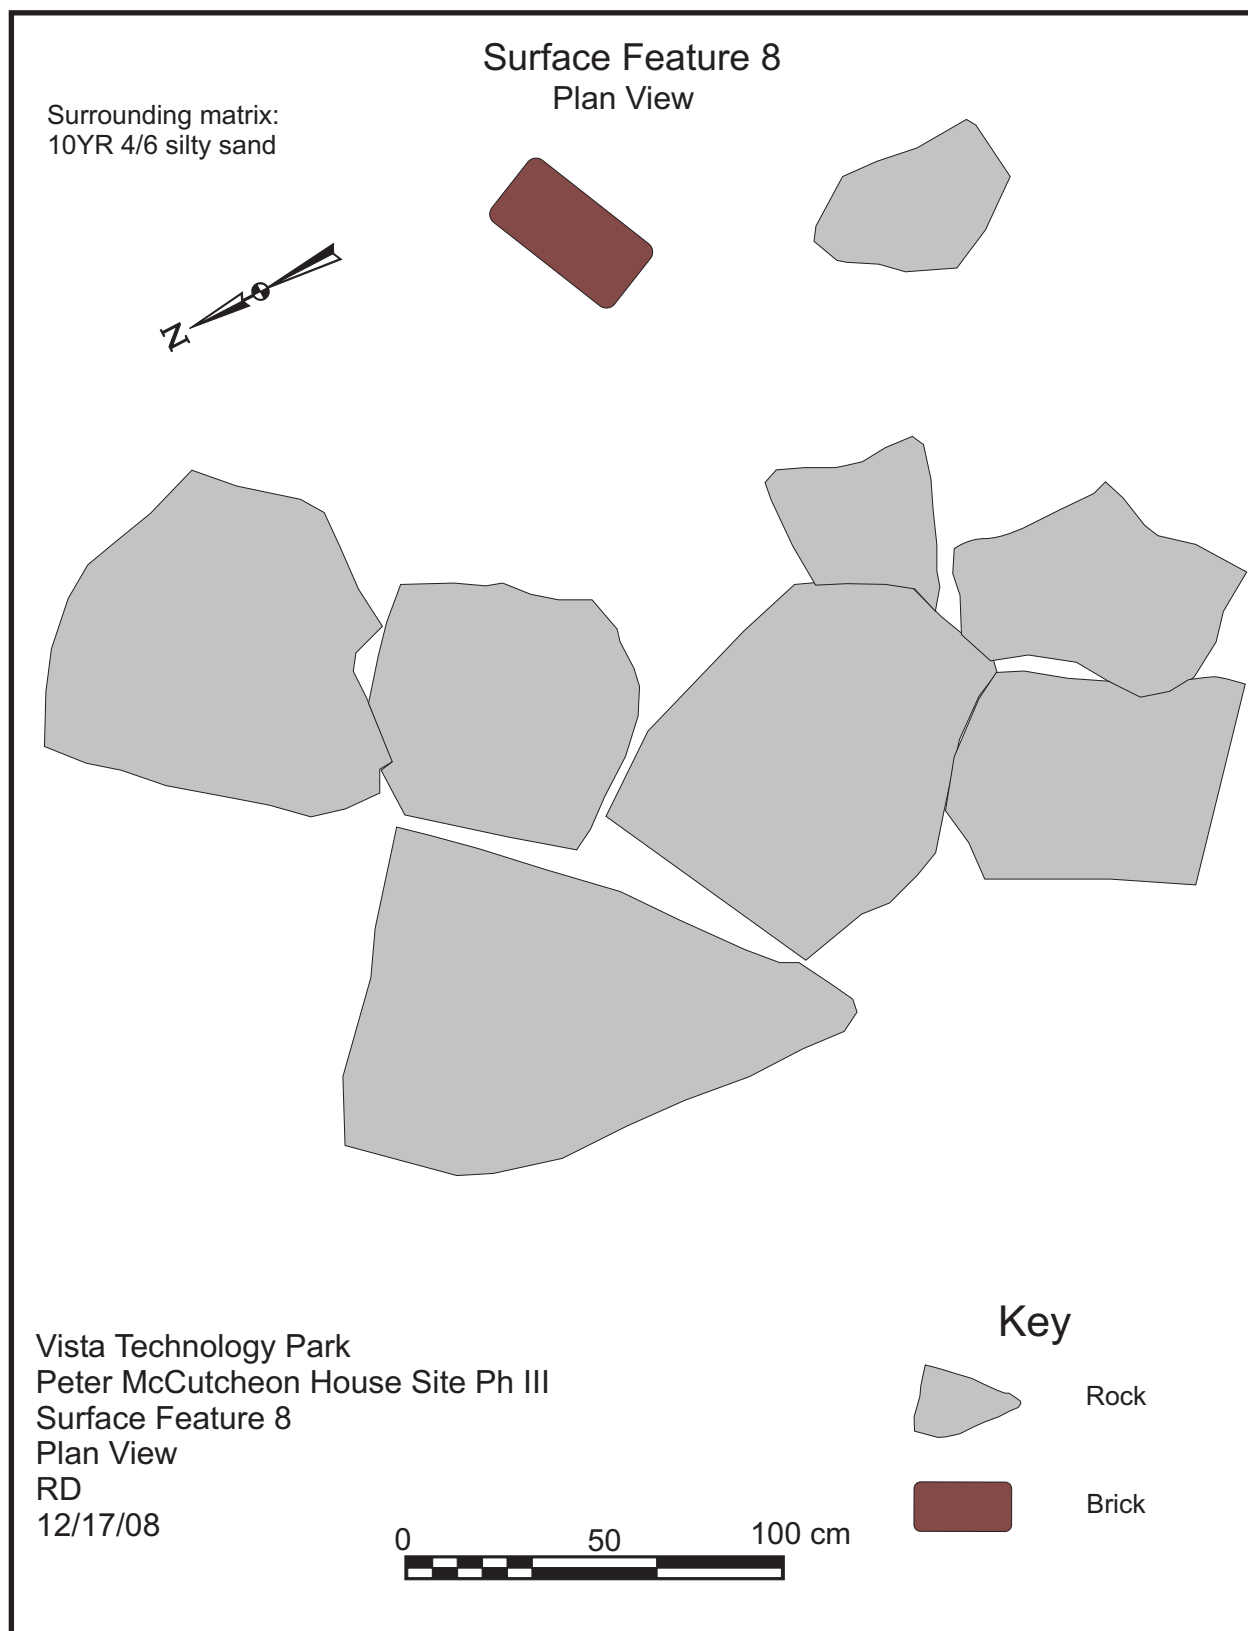 Surface Feature 8
Plan View
Surrounding matrix:
10YR 4/6 silty sand
N
Key
Rock
Brick
Vista Technology Park
Peter McCutcheon House Site Ph III
Surface Feature 8
Plan View
RD
12/17/08
0 50 100 cm